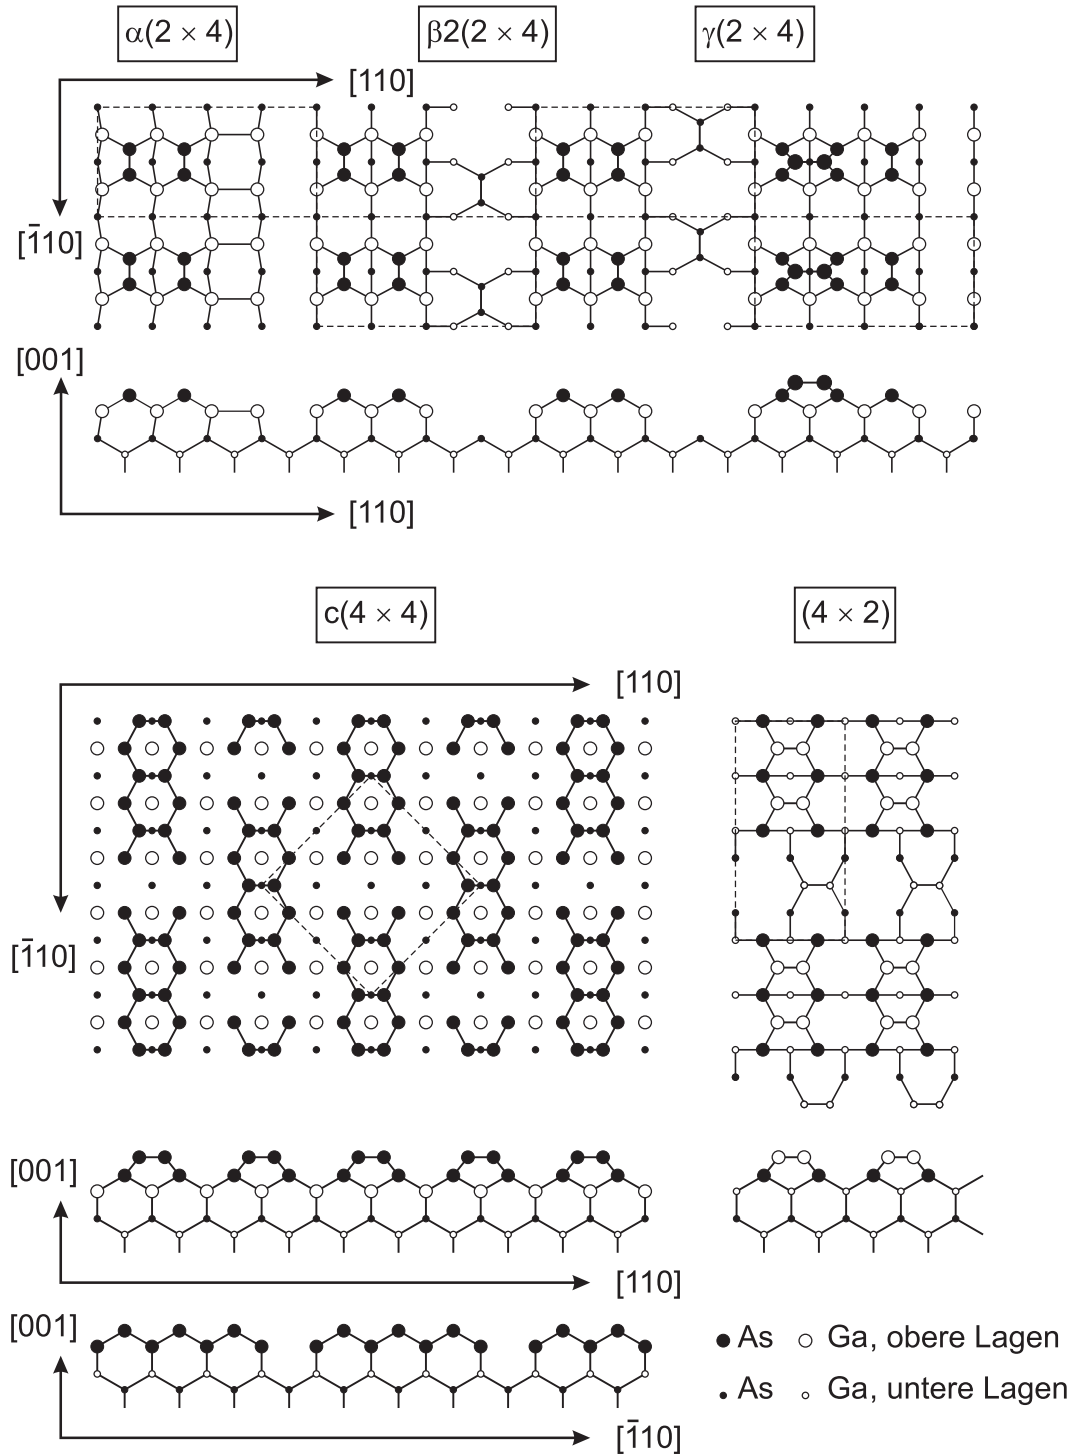 α(2 × 4)
β2(2 × 4)
γ(2 × 4)
[110]
[1̄10]
[001]
[110]
c(4 × 4)
(4 × 2)
[110]
[1̄10]
[001]
[110]
[001]
[1̄10]
As
Ga, obere Lagen
As
Ga, untere Lagen